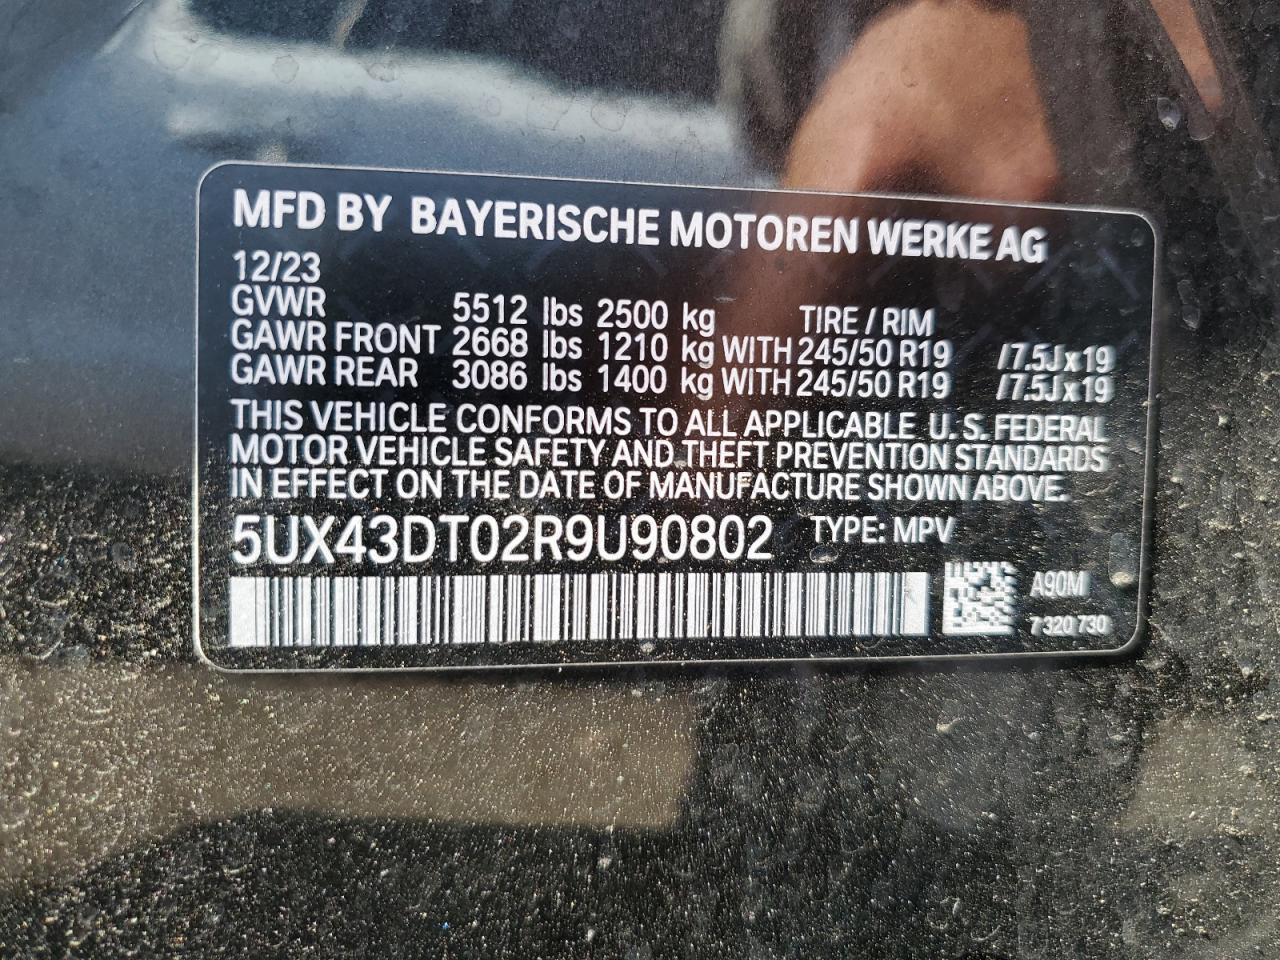 MFD BY BAYERISCHE MOTOREN WERKE AG
12/23
GVWR 5512 lbs 2500 kg TIRE / RIM
GAWR FRONT 2668 lbs 1210 kg WITH 245/50 R19 /7.5Jx19
GAWR REAR 3086 lbs 1400 kg WITH 245/50 R19 /7.5Jx19
THIS VEHICLE CONFORMS TO ALL APPLICABLE U.S. FEDERAL
MOTOR VEHICLE SAFETY AND THEFT PREVENTION STANDARDS
IN EFFECT ON THE DATE OF MANUFACTURE SHOWN ABOVE.
5UX43DT02R9U90802 TYPE: MPV
A90M
7 320 730